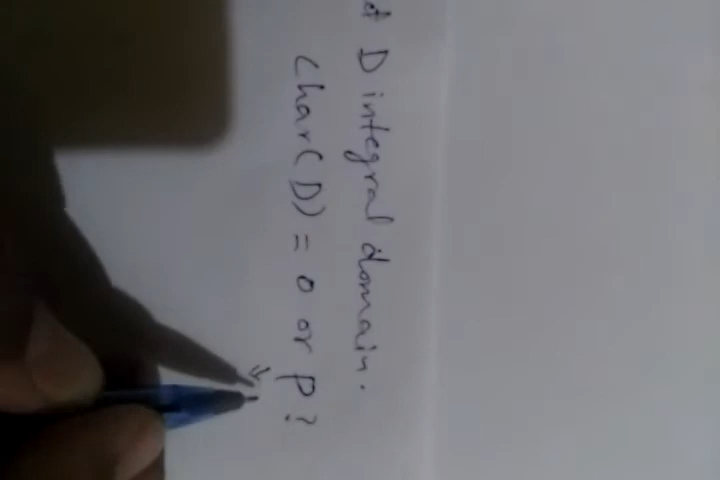 D integral domain.
Char(D) = 0 or p?